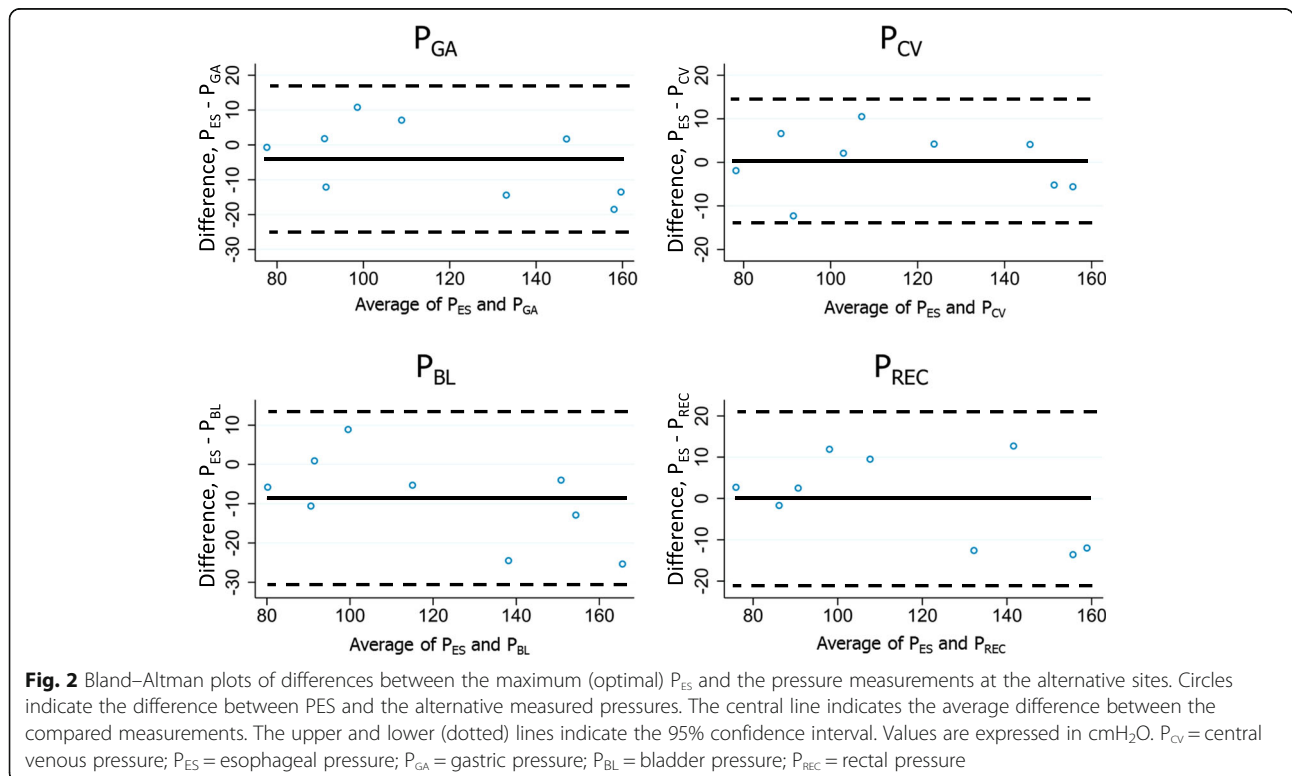 P_GA
Difference, P_ES - P_GA
20
10
0
-10
-20
-30
80 100 120 140 160
Average of P_ES and P_GA
P_CV
Difference, P_ES - P_CV
20
10
0
-10
-20
80 100 120 140 160
Average of P_ES and P_CV
P_BL
Difference, P_ES - P_BL
10
0
-10
-20
-30
80 100 120 140 160
Average of P_ES and P_BL
P_REC
Difference, P_ES - P_REC
20
10
0
-10
-20
80 100 120 140 160
Average of P_ES and P_REC
Fig. 2 Bland–Altman plots of differences between the maximum (optimal) P_ES and the pressure measurements at the alternative sites. Circles
indicate the difference between PES and the alternative measured pressures. The central line indicates the average difference between the
compared measurements. The upper and lower (dotted) lines indicate the 95% confidence interval. Values are expressed in cmH₂O. P_CV = central
venous pressure; P_ES = esophageal pressure; P_GA = gastric pressure; P_BL = bladder pressure; P_REC = rectal pressure